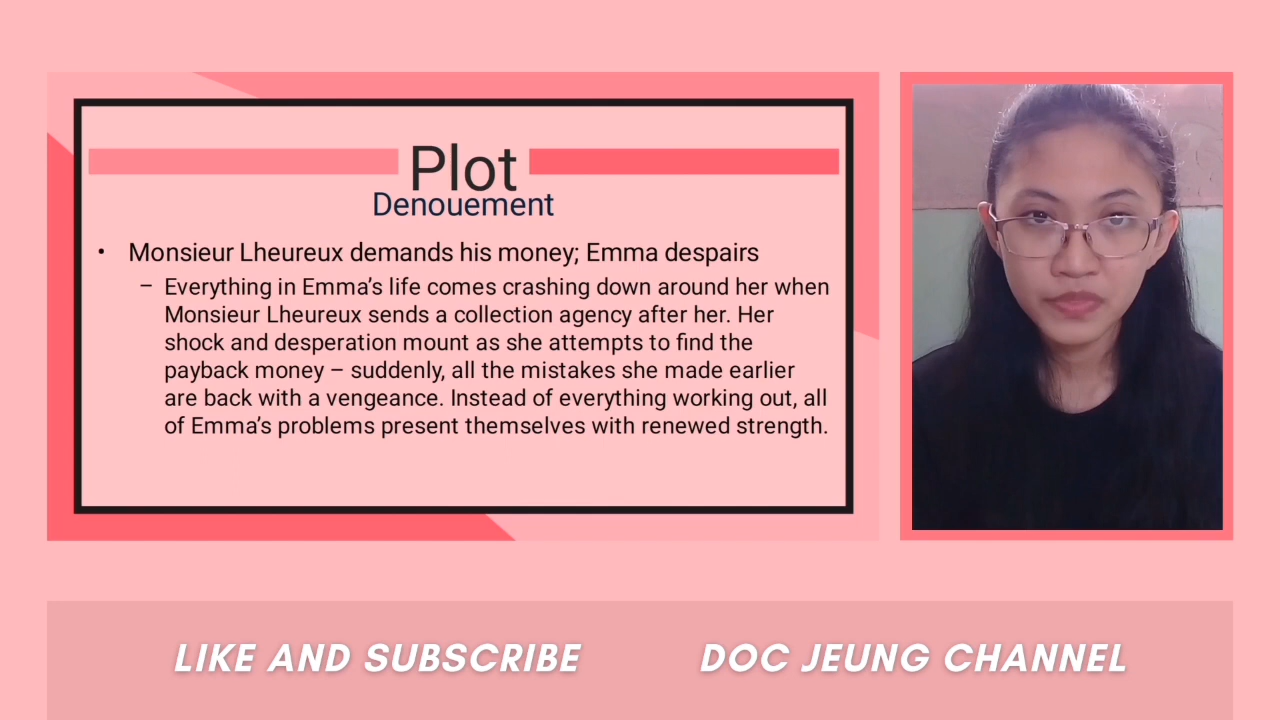 Plot
Denouement
• Monsieur Lheureux demands his money; Emma despairs
– Everything in Emma’s life comes crashing down around her when
Monsieur Lheureux sends a collection agency after her. Her
shock and desperation mount as she attempts to find the
payback money – suddenly, all the mistakes she made earlier
are back with a vengeance. Instead of everything working out, all
of Emma’s problems present themselves with renewed strength.
LIKE AND SUBSCRIBE
DOC JEUNG CHANNEL